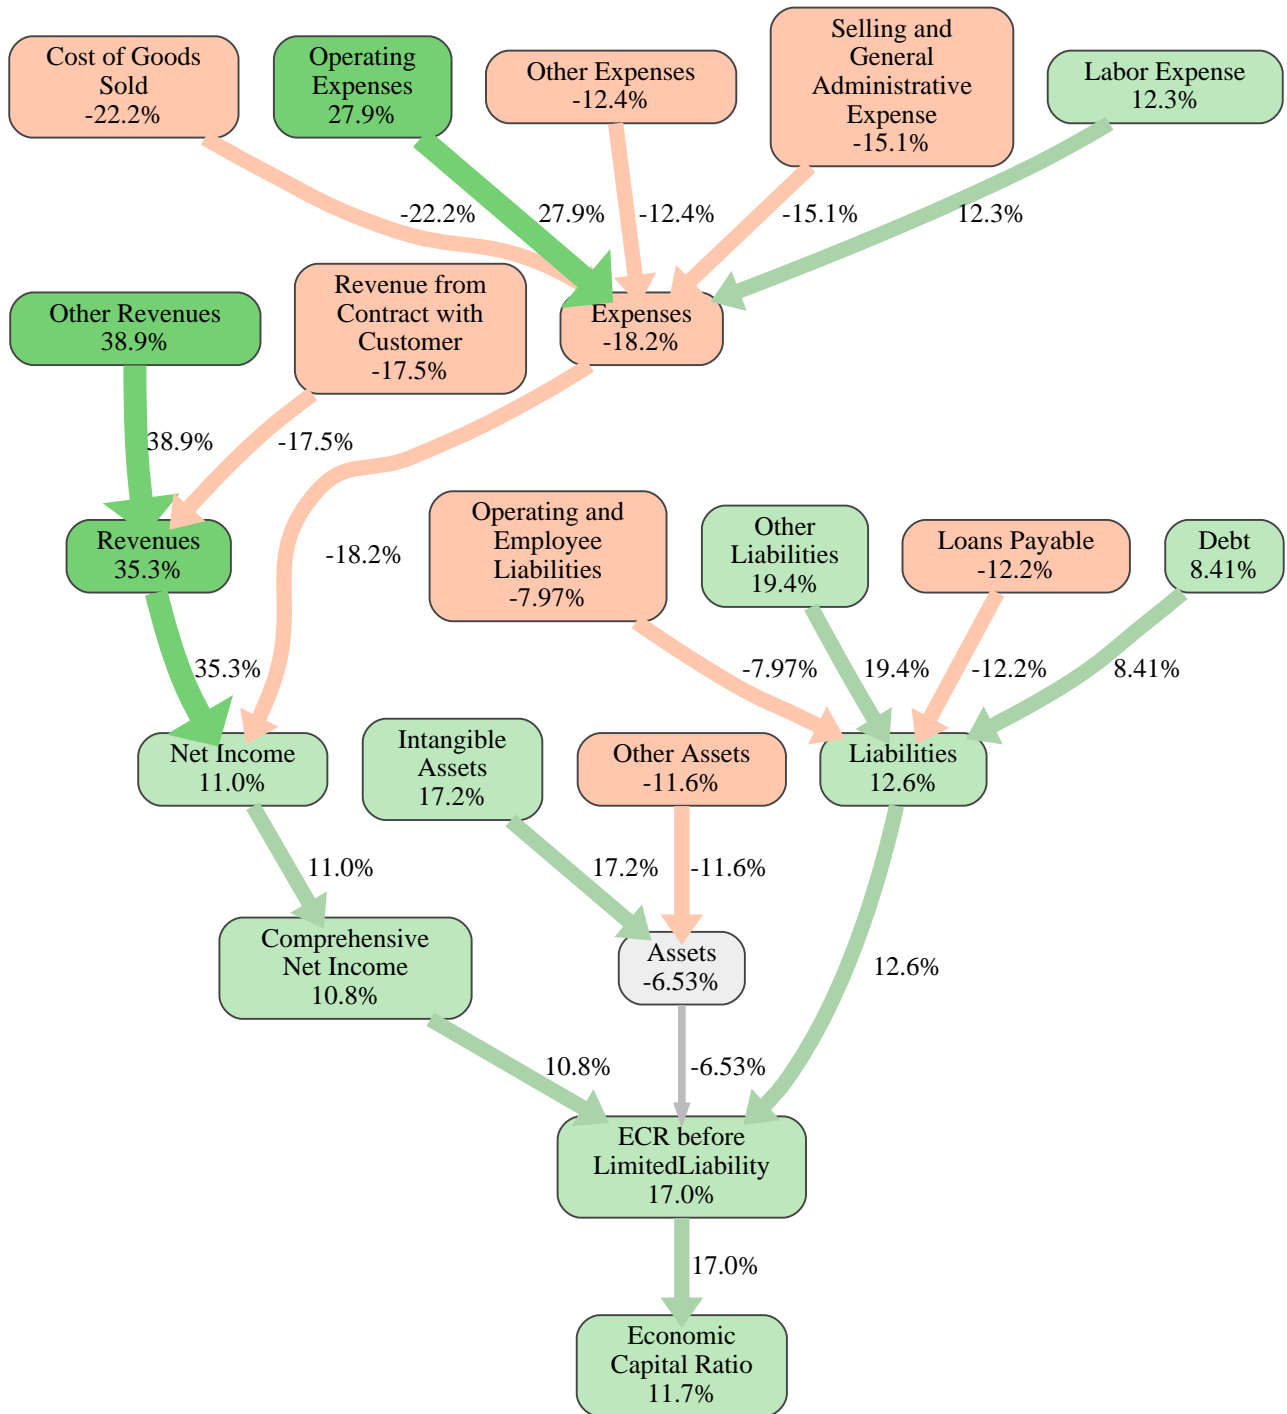 Cost of Goods
Sold
-22.2%
Operating
Expenses
27.9%
Other Expenses
-12.4%
Selling and
General
Administrative
Expense
-15.1%
Labor Expense
12.3%
-22.2%
27.9%
-12.4%
-15.1%
12.3%
Other Revenues
38.9%
Revenue from
Contract with
Customer
-17.5%
Expenses
-18.2%
38.9%
-17.5%
-18.2%
Revenues
35.3%
Operating and
Employee
Liabilities
-7.97%
Other
Liabilities
19.4%
Loans Payable
-12.2%
Debt
8.41%
35.3%
-7.97%
19.4%
-12.2%
8.41%
Net Income
11.0%
Intangible
Assets
17.2%
Other Assets
-11.6%
Liabilities
12.6%
11.0%
17.2%
-11.6%
12.6%
Comprehensive
Net Income
10.8%
Assets
-6.53%
10.8%
-6.53%
ECR before
LimitedLiability
17.0%
17.0%
Economic
Capital Ratio
11.7%